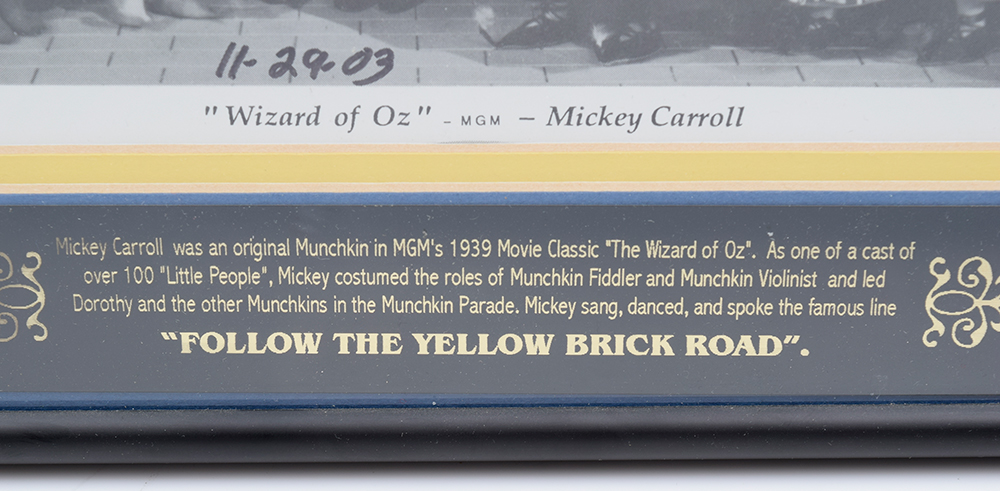 11-29-03
"Wizard of Oz" – MGM – Mickey Carroll
Mickey Carroll was an original Munchkin in MGM's 1939 Movie Classic "The Wizard of Oz". As one of a cast of
over 100 "Little People", Mickey costumed the roles of Munchkin Fiddler and Munchkin Violinist and led
Dorothy and the other Munchkins in the Munchkin Parade. Mickey sang, danced, and spoke the famous line
"FOLLOW THE YELLOW BRICK ROAD".